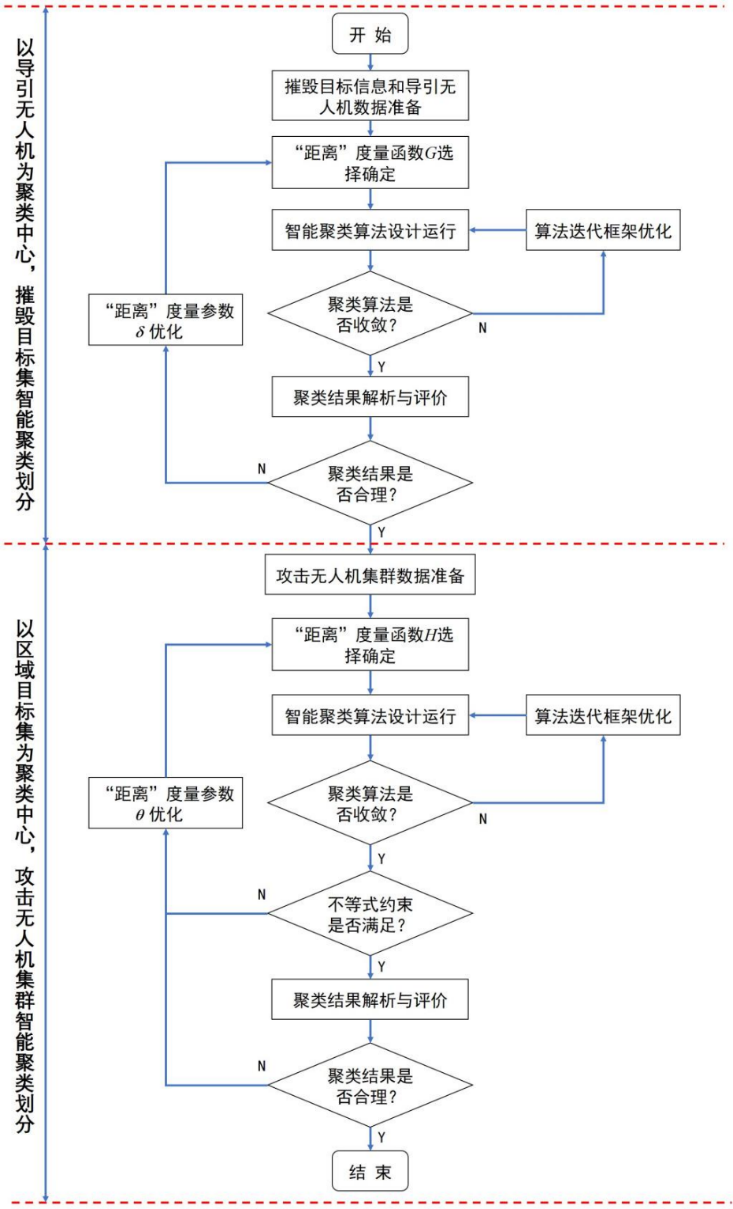 以导引无人机为聚类中心，摧毁目标集智能聚类划分
开 始
摧毁目标信息和导引无
人机数据准备
“距离”度量函数G选
择确定
智能聚类算法设计运行
算法迭代框架优化
“距离”度量参数
δ 优化
聚类算法是
否收敛？
N
Y
聚类结果解析与评价
N
聚类结果是
否合理？
Y
以区域目标集为聚类中心，攻击无人机集群智能聚类划分
攻击无人机集群数据准备
“距离”度量函数H选
择确定
智能聚类算法设计运行
算法迭代框架优化
“距离”度量参数
θ 优化
聚类算法是
否收敛？
N
Y
N
不等式约束
是否满足？
Y
聚类结果解析与评价
N
聚类结果是
否合理？
Y
结 束